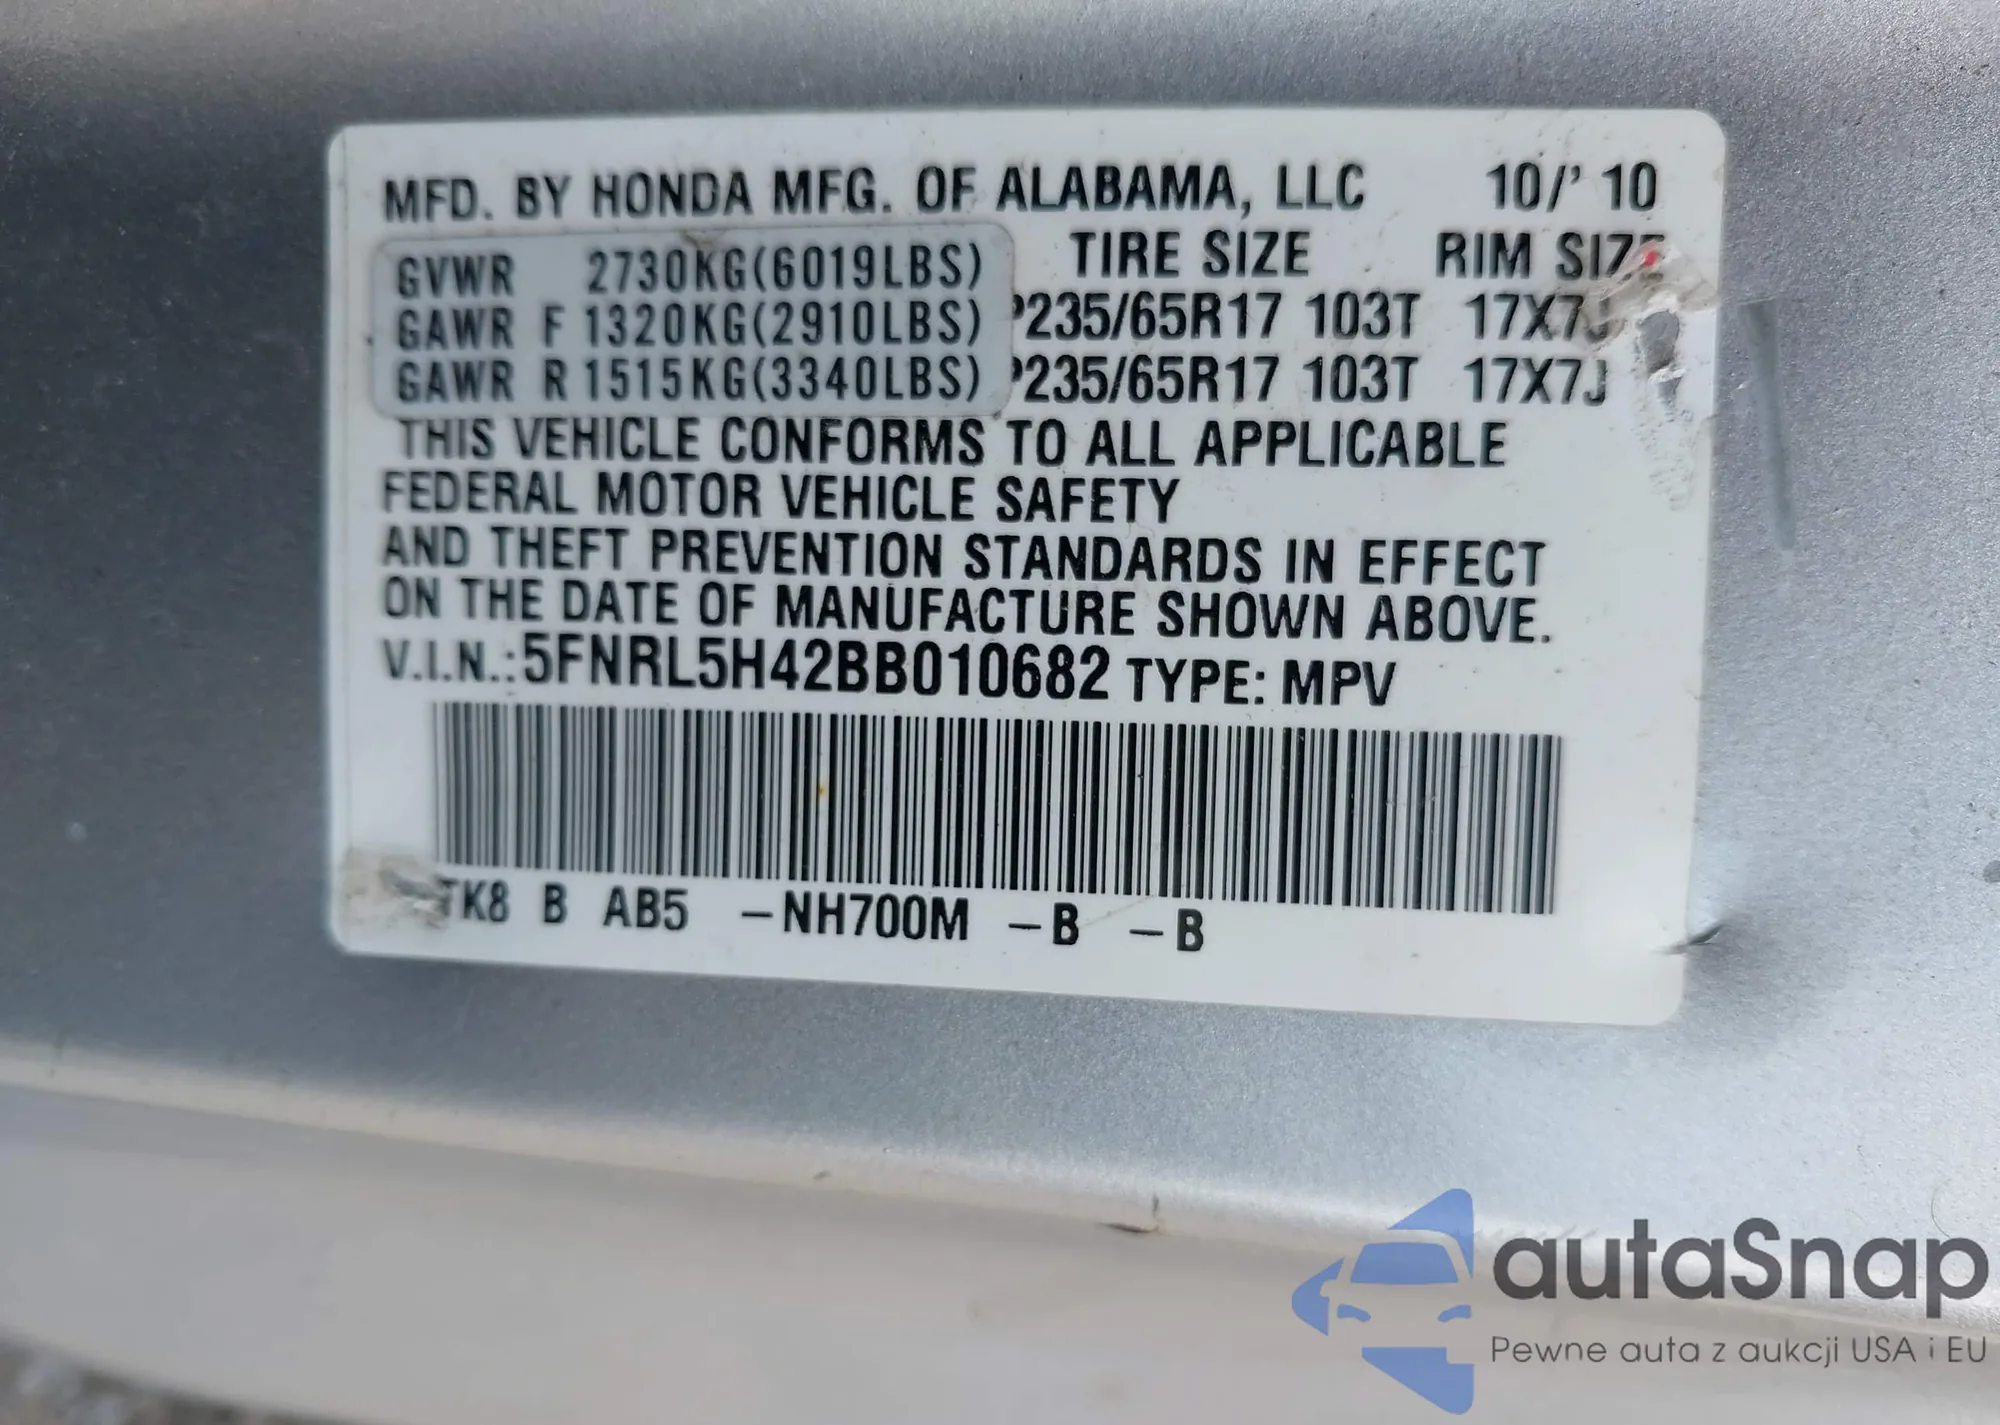 MFD. BY HONDA MFG. OF ALABAMA, LLC 10/' 10
TIRE SIZE RIM SIZE
GVWR 2730KG(6019LBS)
GAWR F 1320KG(2910LBS) P235/65R17 103T 17X7J
GAWR R 1515KG(3340LBS) P235/65R17 103T 17X7J
THIS VEHICLE CONFORMS TO ALL APPLICABLE
FEDERAL MOTOR VEHICLE SAFETY
AND THEFT PREVENTION STANDARDS IN EFFECT
ON THE DATE OF MANUFACTURE SHOWN ABOVE.
V.I.N.:5FNRL5H42BB010682 TYPE: MPV
TK8 B AB5 -NH700M -B -B
autaSnap
Pewne auta z aukcji USA i EU